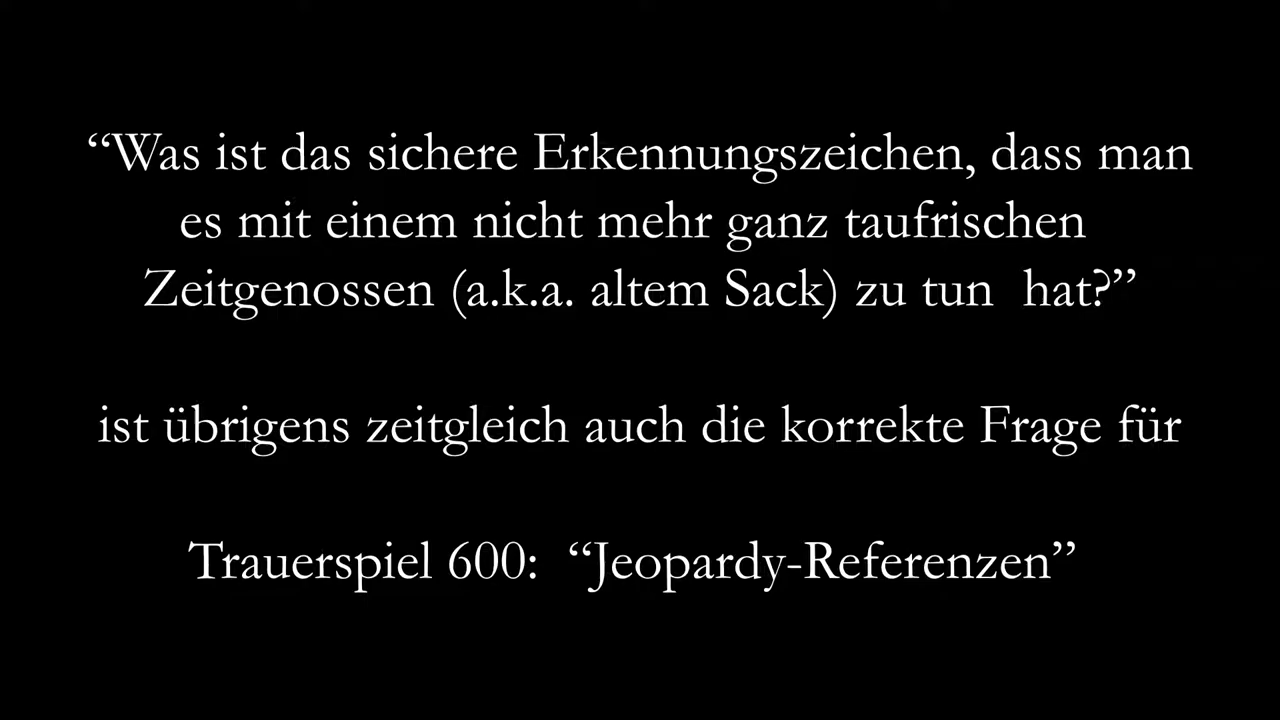 “Was ist das sichere Erkennungszeichen, dass man
es mit einem nicht mehr ganz taufrischen
Zeitgenossen (a.k.a. altem Sack) zu tun  hat?”
ist übrigens zeitgleich auch die korrekte Frage für
Trauerspiel 600:  “Jeopardy-Referenzen”